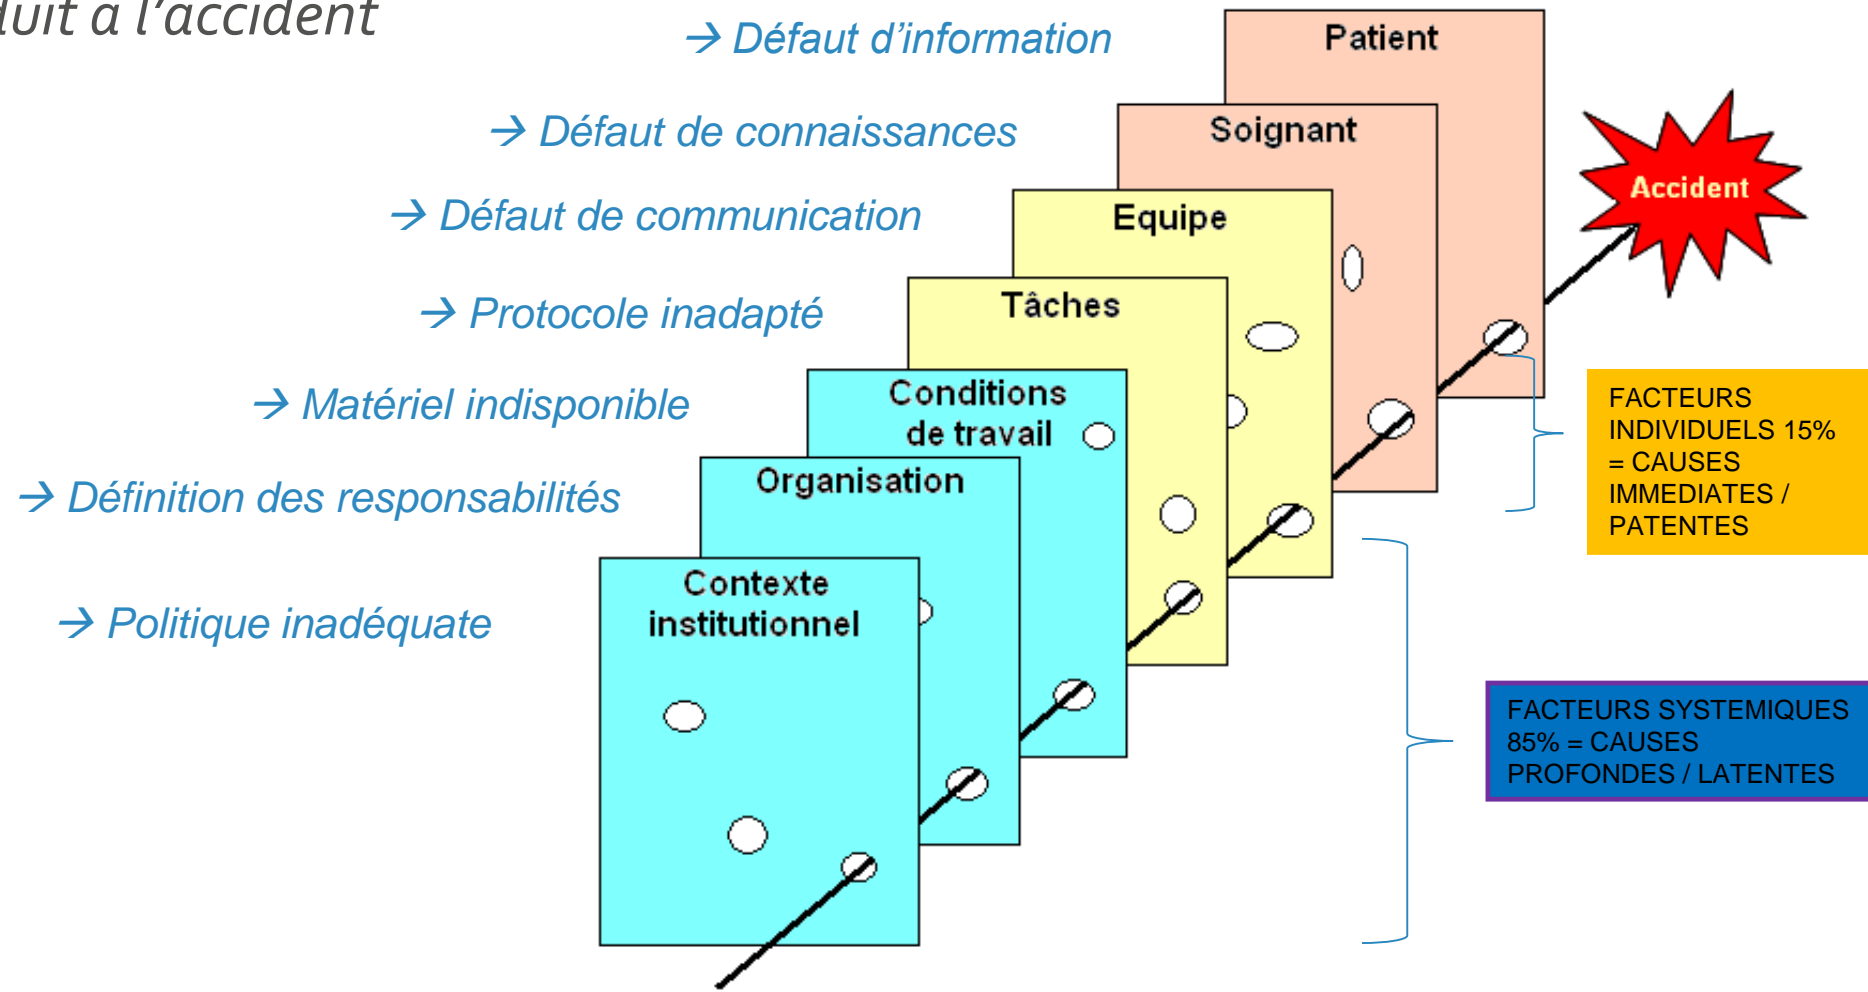 à l’accident
→ Défaut d’information
Patient
→ Défaut de connaissances
Soignant
Accident
→ Défaut de communication
Equipe
→ Protocole inadapté
Tâches
→ Matériel indisponible
Conditions
de travail
FACTEURS
INDIVIDUELS 15%
= CAUSES
IMMEDIATES /
PATENTES
→ Définition des responsabilités
Organisation
→ Politique inadéquate
Contexte
institutionnel
FACTEURS SYSTEMIQUES
85% = CAUSES
PROFONDES / LATENTES